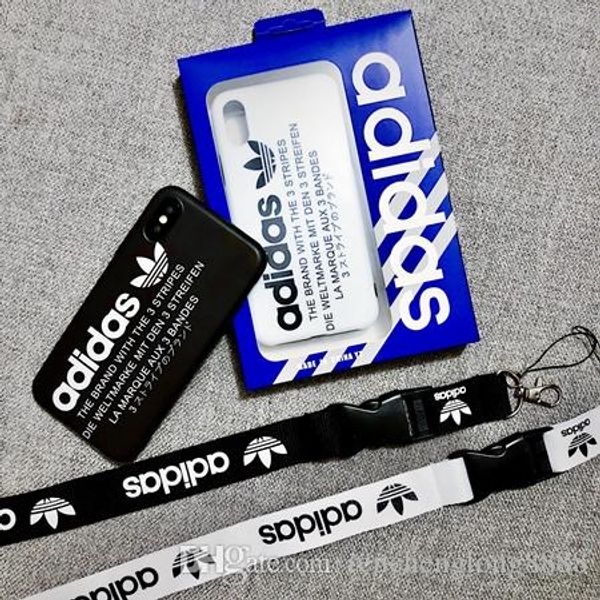 adidas
adidas
THE BRAND WITH THE 3 STRIPES
DIE WELTMARKE MIT DEN 3 STREIFEN
LA MARQUE AUX 3 BANDES
3 ストライプのブランド
adidas
THE BRAND WITH THE 3 STRIPES
DIE WELTMARKE MIT DEN 3 STREIFEN
LA MARQUE AUX 3 BANDES
3 ストライプのブランド
adidas
adidas
adidas
adidas
adidas
DHgate.com